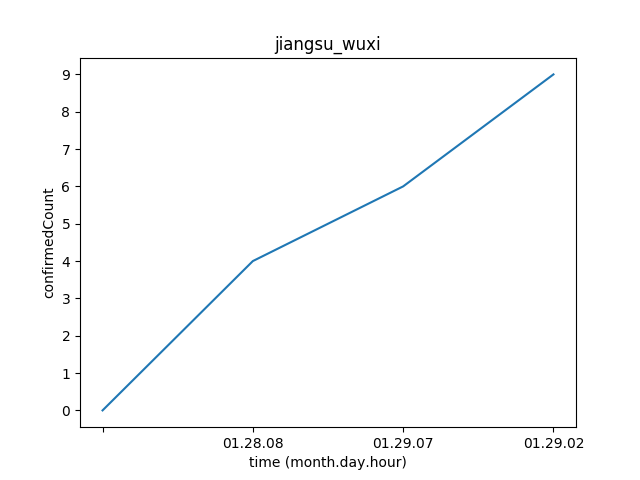 jiangsu_wuxi
confirmedCount
9
8
7
6
5
4
3
2
1
0
01.28.08 01.29.07 01.29.02
time (month.day.hour)